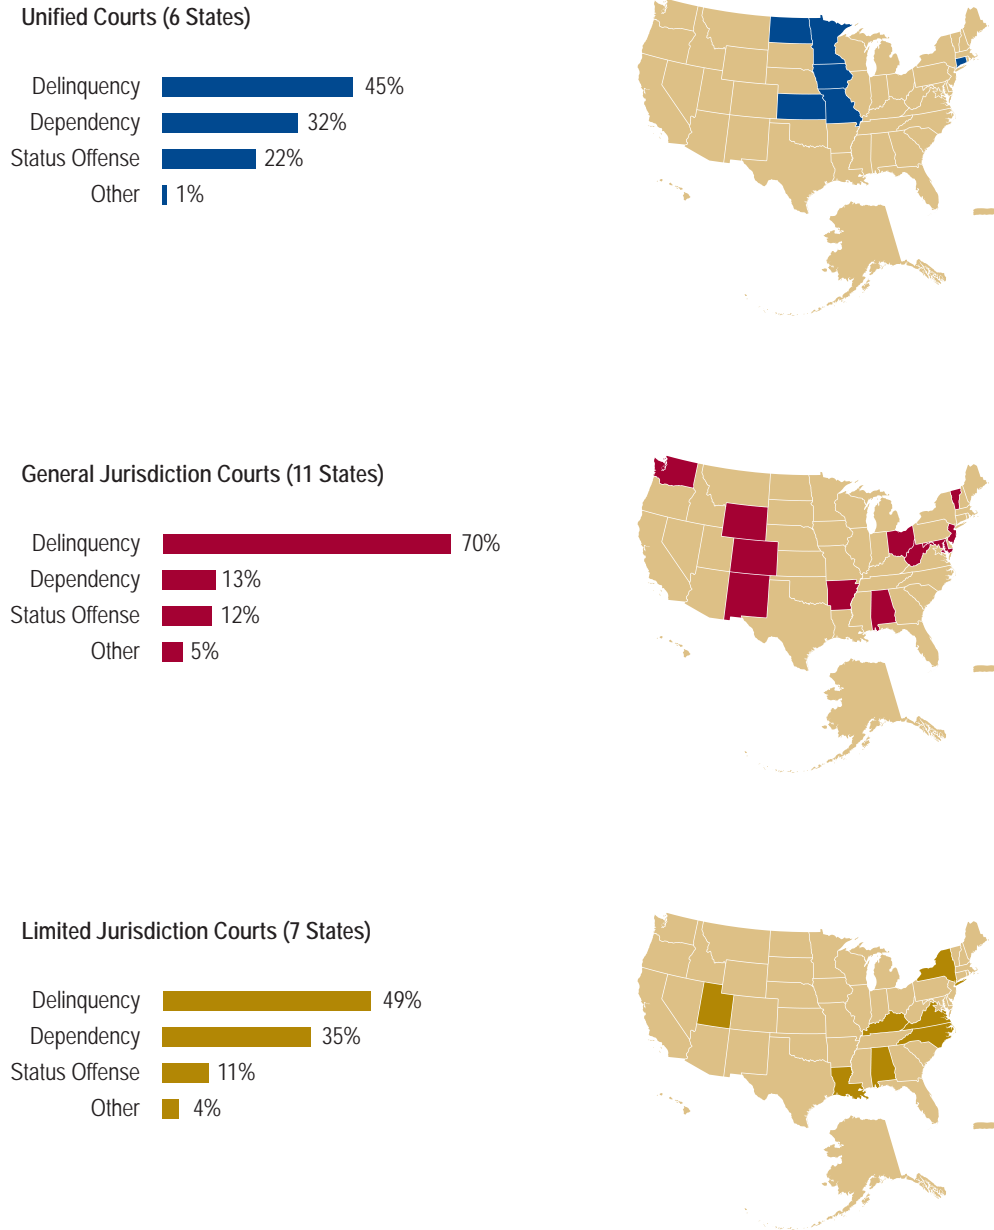 Unified Courts (6 States)
Delinquency 45%
Dependency 32%
Status Offense 22%
Other 1%
General Jurisdiction Courts (11 States)
Delinquency 70%
Dependency 13%
Status Offense 12%
Other 5%
Limited Jurisdiction Courts (7 States)
Delinquency 49%
Dependency 35%
Status Offense 11%
Other 4%